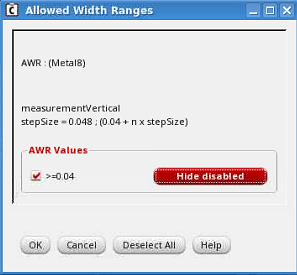 Allowed Width Ranges
AWR : (Metal8)
measurementVertical
stepSize = 0.048 ; (0.04 + n x stepSize)
AWR Values
>=0.04
Hide disabled
OK
Cancel
Deselect All
Help